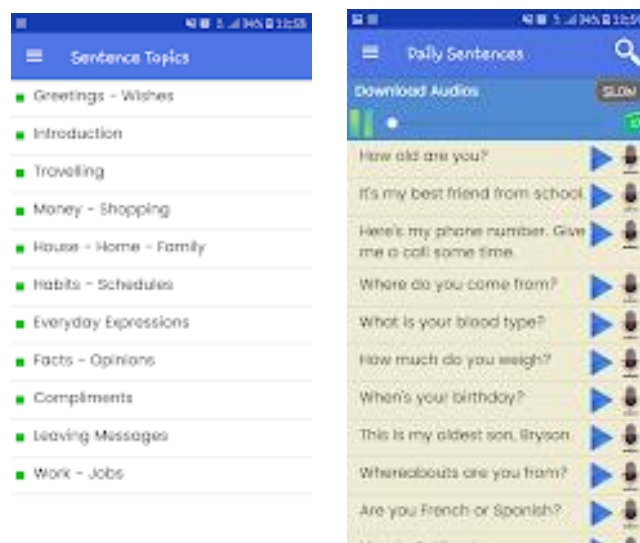 Sentence Topics
Greetings - Wishes
Introduction
Travelling
Money - Shopping
House - Home - Family
Habits - Schedules
Everyday Expressions
Facts - Opinions
Compliments
Leaving Messages
Work - Jobs
Daily Sentences
Download Audios
SLOW
How old are you?
It's my best friend from school.
Here's my phone number. Give
me a call some time.
Where do you come from?
What is your blood type?
How much do you weigh?
When's your birthday?
This is my oldest son, Bryson
Whereabouts are you from?
Are you French or Spanish?